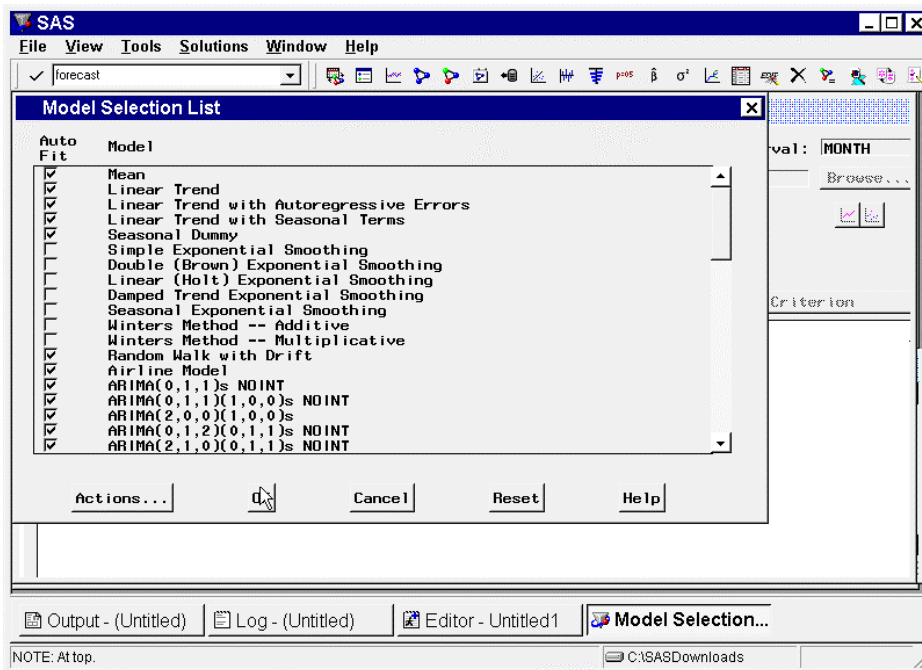 SAS
File View Tools Solutions Window Help
forecast
p=05 β̂ σ²
Model Selection List
rval: MONTH
Browse...
Criterion
Auto Fit Model
Mean
Linear Trend
Linear Trend with Autoregressive Errors
Linear Trend with Seasonal Terms
Seasonal Dummy
Simple Exponential Smoothing
Double (Brown) Exponential Smoothing
Linear (Holt) Exponential Smoothing
Damped Trend Exponential Smoothing
Seasonal Exponential Smoothing
Winters Method -- Additive
Winters Method -- Multiplicative
Random Walk with Drift
Airline Model
ARIMA(0,1,1)s NOINT
ARIMA(0,1,1)(1,0,0)s NOINT
ARIMA(2,0,0)(1,0,0)s
ARIMA(0,1,2)(0,1,1)s NOINT
ARIMA(2,1,0)(0,1,1)s NOINT
Actions... Cancel Reset Help
Output - (Untitled) Log - (Untitled) Editor - Untitled1 Model Selection...
NOTE: At top. C:\SASDownloads